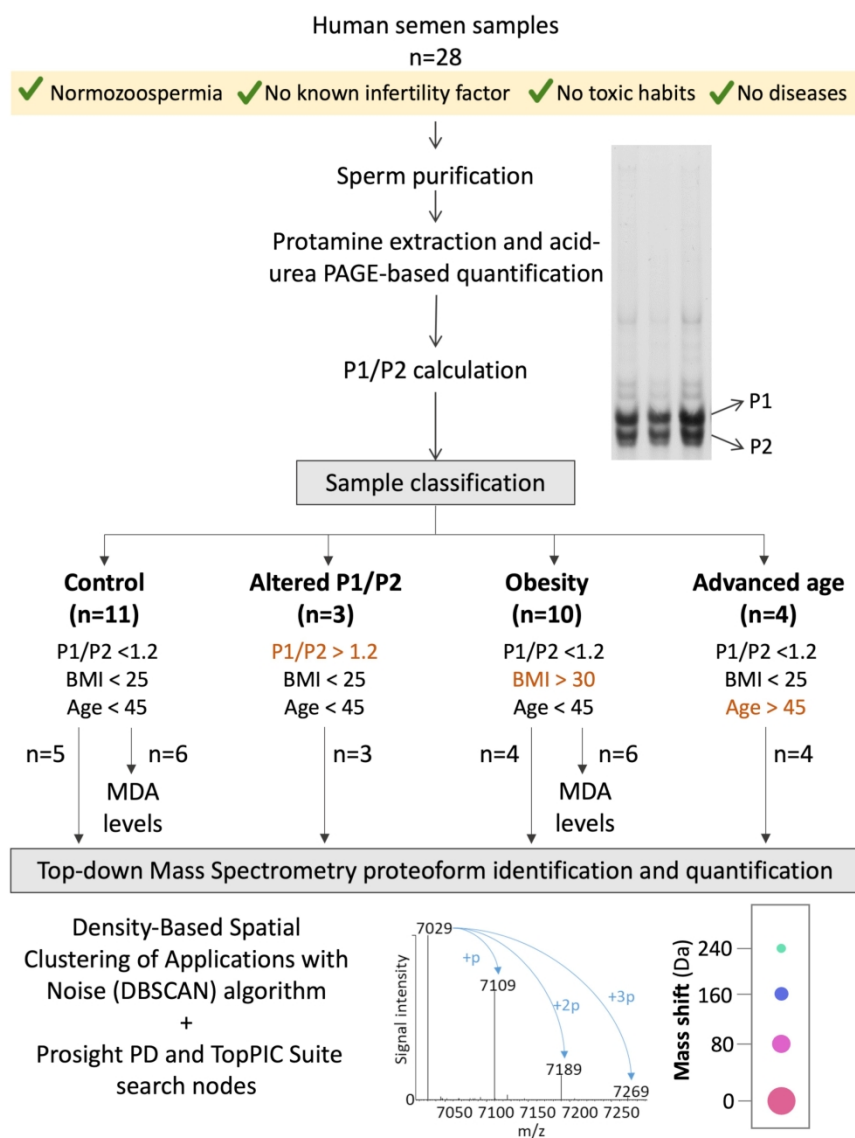 Human semen samples
n=28
Normozoospermia No known infertility factor No toxic habits No diseases
Sperm purification
Protamine extraction and acid-
urea PAGE-based quantification
P1/P2 calculation
P1
P2
Sample classification
Control
(n=11)
P1/P2 <1.2
BMI < 25
Age < 45
Altered P1/P2
(n=3)
P1/P2 > 1.2
BMI < 25
Age < 45
Obesity
(n=10)
P1/P2 <1.2
BMI > 30
Age < 45
Advanced age
(n=4)
P1/P2 <1.2
BMI < 25
Age > 45
n=5
n=6
n=3
n=4
n=6
n=4
MDA
levels
MDA
levels
Top-down Mass Spectrometry proteoform identification and quantification
Density-Based Spatial
Clustering of Applications with
Noise (DBSCAN) algorithm
+
Prosight PD and TopPIC Suite
search nodes
Signal intensity
7029
+p
7109
+2p
+3p
7189
7269
0
7050 7100 7150 7200 7250
m/z
Mass shift (Da)
240
160
80
0